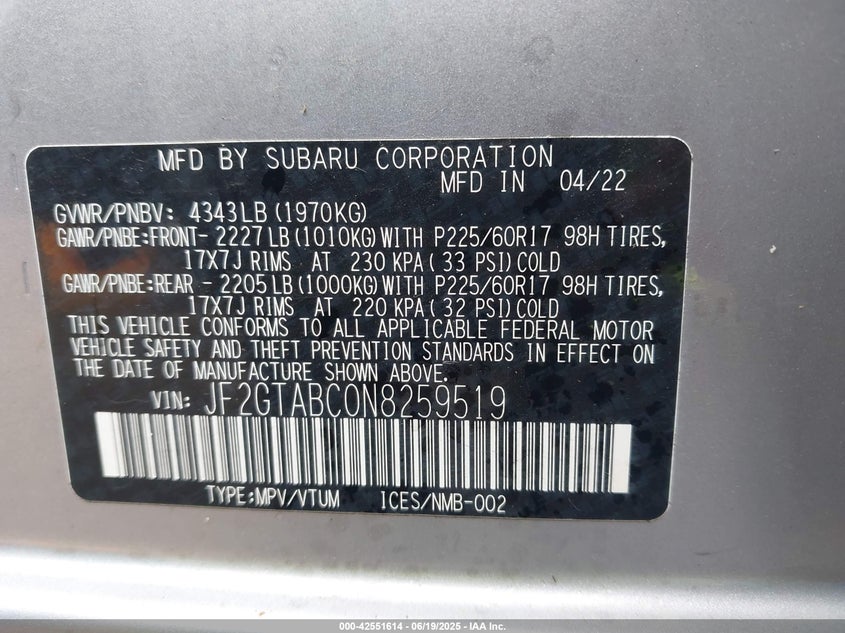 MFD BY SUBARU CORPORATION
MFD IN 04/22
GVWR/PNBV: 4343LB (1970KG)
GAWR/PNBE:FRONT- 2227LB (1010KG) WITH P225/60R17 98H TIRES,
17X7J RIMS AT 230 KPA( 33 PSI) COLD
GAWR/PNBE:REAR - 2205LB (1000KG) WITH P225/60R17 98H TIRES,
17X7J RIMS AT 220 KPA( 32 PSI) COLD
THIS VEHICLE CONFORMS TO ALL APPLICABLE FEDERAL MOTOR
VEHICLE SAFETY AND THEFT PREVENTION STANDARDS IN EFFECT ON
THE DATE OF MANUFACTURE SHOWN ABOVE.
VIN: JF2GTABC0N8259519
TYPE:MPV/VTUM ICES/NMB-002
000-42551614 - 06/19/2025 - IAA Inc.